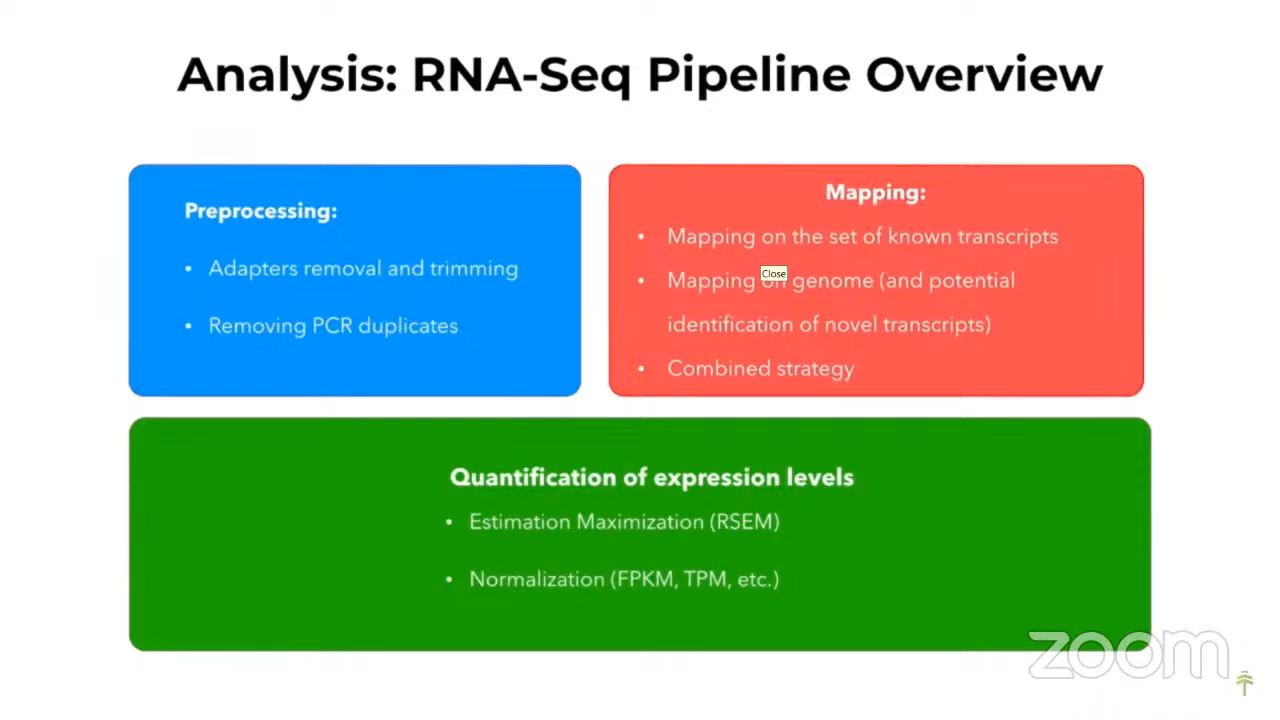 Analysis: RNA-Seq Pipeline Overview
Preprocessing:
• Adapters removal and trimming
• Removing PCR duplicates
Mapping:
• Mapping on the set of known transcripts
• Mapping on genome (and potential
identification of novel transcripts)
• Combined strategy
Close
Quantification of expression levels
• Estimation Maximization (RSEM)
• Normalization (FPKM, TPM, etc.)
zoom